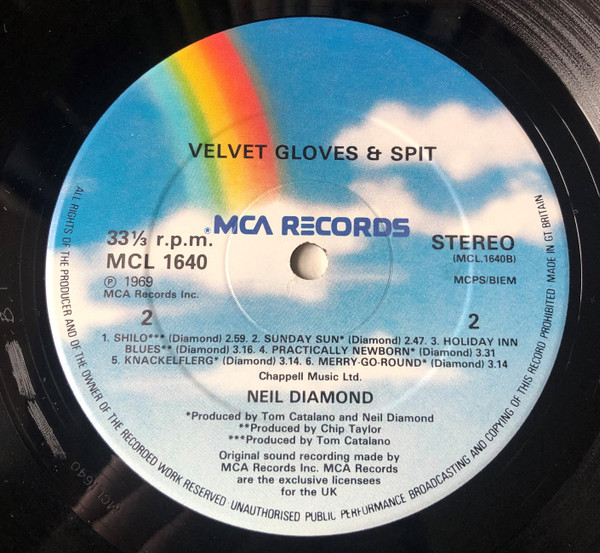 VELVET GLOVES & SPIT
®MCA RECORDS
33⅓ r.p.m.
MCL 1640
Ⓟ 1969
MCA Records Inc.
STEREO
(MCL.1640B)
MCPS/BIEM
2
2
1. SHILO*** (Diamond) 2.59. 2. SUNDAY SUN* (Diamond) 2.47. 3. HOLIDAY INN
BLUES** (Diamond) 3.16. 4. PRACTICALLY NEWBORN* (Diamond) 3.31
5. KNACKELFLERG* (Diamond) 3.14. 6. MERRY-GO-ROUND* (Diamond) 3.14
Chappell Music Ltd.
NEIL DIAMOND
*Produced by Tom Catalano and Neil Diamond
**Produced by Chip Taylor
***Produced by Tom Catalano
Original sound recording made by
MCA Records Inc. MCA Records
are the exclusive licensees
for the UK
ALL RIGHTS OF THE PRODUCER AND OF THE OWNER OF THE RECORDED WORK RESERVED UNAUTHORISED PUBLIC PERFORMANCE BROADCASTING AND COPYING OF THIS RECORD PROHIBITED MADE IN GT BRITAIN